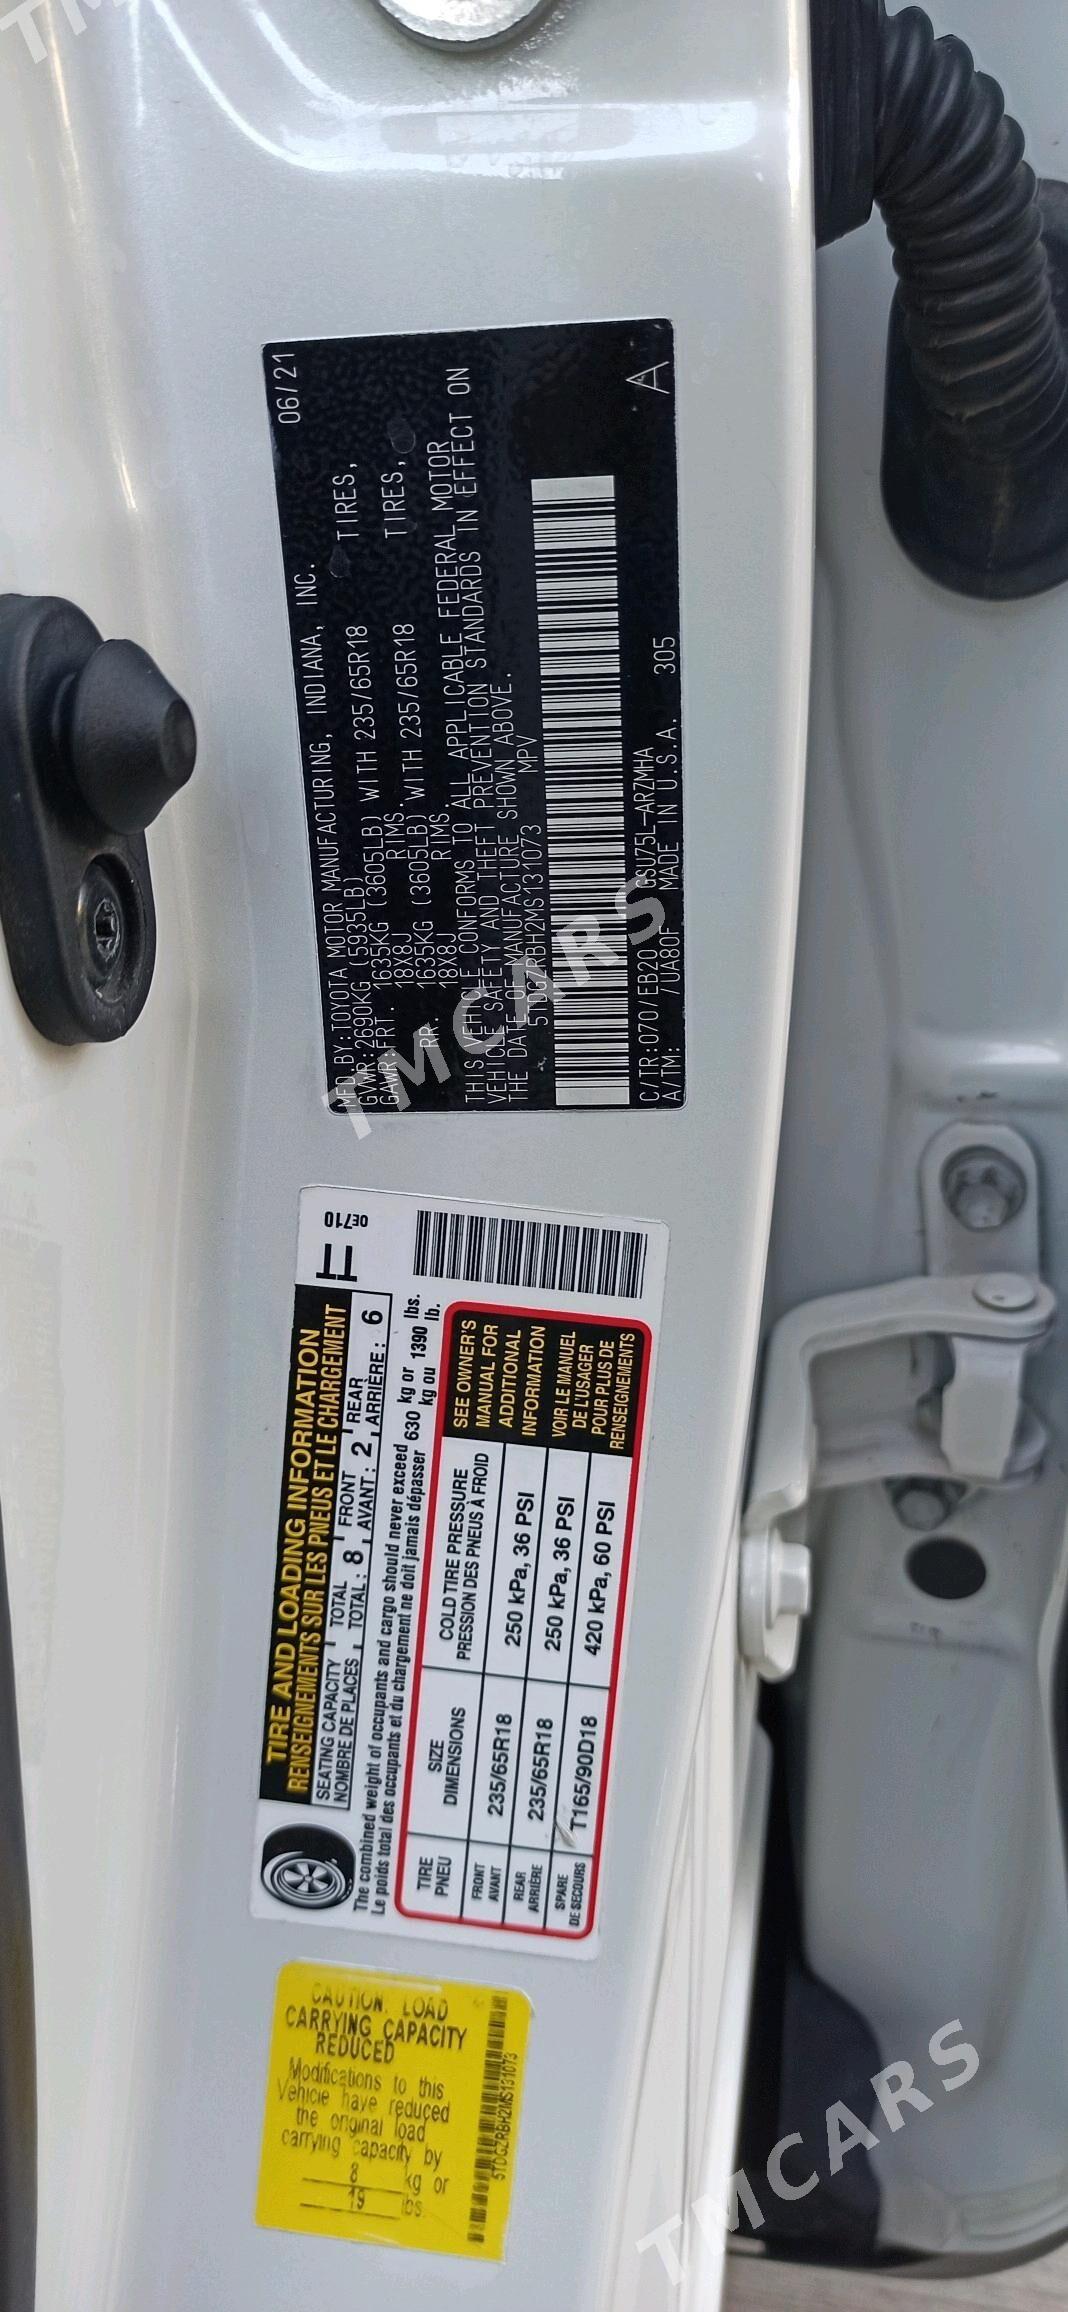 06/21
MFD.BY:TOYOTA MOTOR MANUFACTURING, INDIANA, INC.
GVWR:2690KG (5935LB)
GAWR:FRT. 1635KG (3605LB) WITH 235/65R18 TIRES,
18X8J RIMS.
RR. 1635KG (3605LB) WITH 235/65R18 TIRES,
18X8J RIMS.
THIS VEHICLE CONFORMS TO ALL APPLICABLE FEDERAL MOTOR
VEHICLE SAFETY AND THEFT PREVENTION STANDARDS IN EFFECT ON
THE DATE OF MANUFACTURE SHOWN ABOVE.
5TDGZRBH2MS131073 MPV
C/TR:070/EB20 GSU75L-ARZMHA
A/TM: /UA80F MADE IN U.S.A. 305
A
TIRE AND LOADING INFORMATION
RENSEIGNEMENTS SUR LES PNEUS ET LE CHARGEMENT
0E710
SEATING CAPACITY TOTAL FRONT REAR
NOMBRE DE PLACES TOTAL: 8 AVANT: 2 ARRIÈRE: 6
The combined weight of occupants and cargo should never exceed 630 kg or 1390 lbs.
Le poids total des occupants et du chargement ne doit jamais dépasser kg ou lb.
TIRE SIZE COLD TIRE PRESSURE
PNEU DIMENSIONS PRESSION DES PNEUS À FROID
FRONT
AVANT 235/65R18 250 kPa, 36 PSI
REAR
ARRIÈRE 235/65R18 250 kPa, 36 PSI
SPARE
DE SECOURS T165/90D18 420 kPa, 60 PSI
SEE OWNER'S
MANUAL FOR
ADDITIONAL
INFORMATION
VOIR LE MANUEL
DE L'USAGER
POUR PLUS DE
RENSEIGNEMENTS
CAUTION: LOAD
CARRYING CAPACITY
REDUCED
Modifications to this
Vehicle have reduced
the original load
carrying capacity by
8 kg or
19 lbs.
5TDGZRBH2MS131073
TMCARS
TMCARS